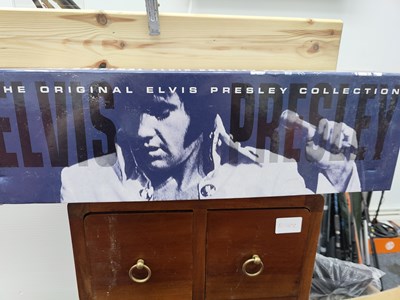 THE ORIGINAL ELVIS PRESLEY COLLECTION
ELVIS PRESLEY